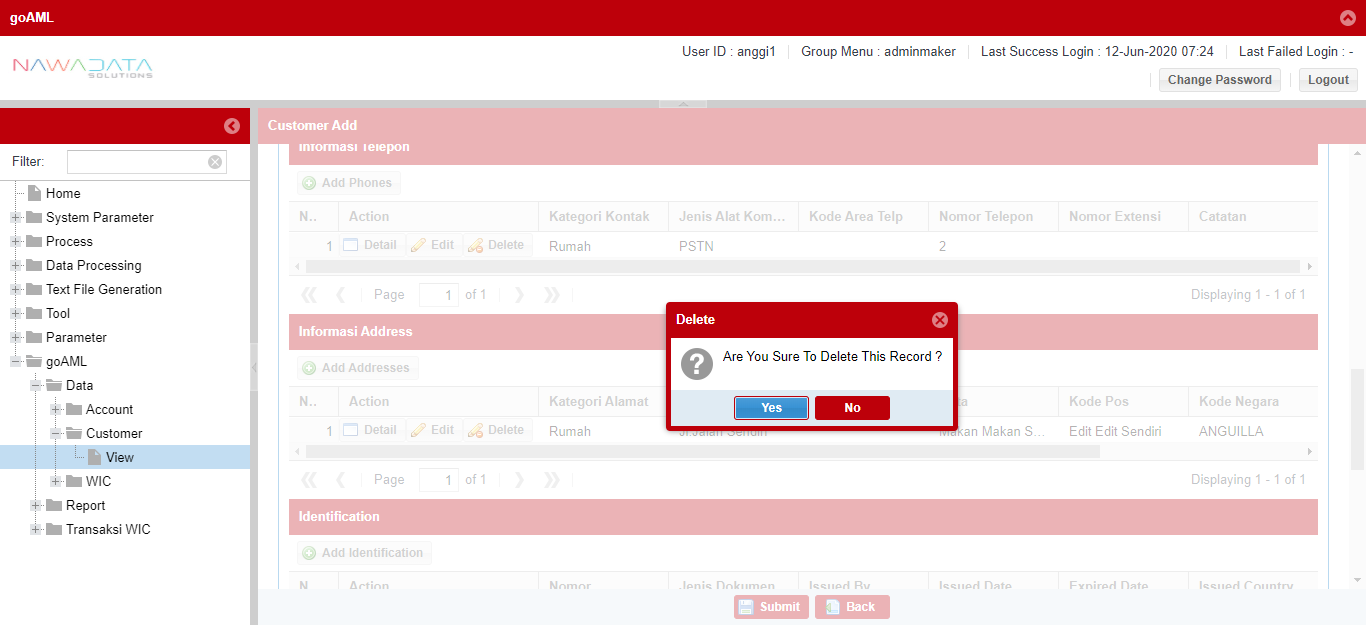 goAML
NAWADATA
SOLUTIONS
User ID : anggi1
Group Menu : adminmaker
Last Success Login : 12-Jun-2020 07:24
Last Failed Login : -
Change Password
Logout
Filter:
Home
System Parameter
Process
Data Processing
Text File Generation
Tool
Parameter
goAML
Data
Account
Customer
View
WIC
Report
Transaksi WIC
Customer Add
Informasi Telepon
Add Phones
N.. Action Kategori Kontak Jenis Alat Kom... Kode Area Telp Nomor Telepon Nomor Extensi Catatan
1 Detail Edit Delete Rumah PSTN 2
Page 1 of 1 Displaying 1 - 1 of 1
Informasi Address
Add Addresses
N.. Action Kategori Alamat Kode Pos Kode Negara
1 Detail Edit Delete Rumah Jl.Jalan Sendiri Makan Makan S... Edit Edit Sendiri ANGUILLA
Page 1 of 1 Displaying 1 - 1 of 1
Delete
Are You Sure To Delete This Record ?
Yes No
Identification
Add Identification
N.. Action Nomor Jenis Dokumen Issued By Issued Date Expired Date Issued Country
Submit Back